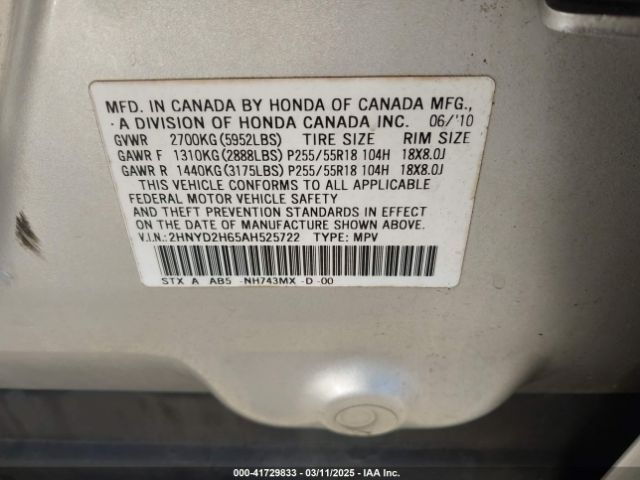 MFD. IN CANADA BY HONDA OF CANADA MFG.,
A DIVISION OF HONDA CANADA INC. 06/'10
GVWR 2700KG(5952LBS) TIRE SIZE RIM SIZE
GAWR F 1310KG(2888LBS) P255/55R18 104H 18X8.0J
GAWR R 1440KG(3175LBS) P255/55R18 104H 18X8.0J
THIS VEHICLE CONFORMS TO ALL APPLICABLE
FEDERAL MOTOR VEHICLE SAFETY
AND THEFT PREVENTION STANDARDS IN EFFECT
ON THE DATE OF MANUFACTURE SHOWN ABOVE.
V.I.N.:2HNYD2H65AH525722 TYPE: MPV
STX A AB5 -NH743MX -D -00
000-41729833 - 03/11/2025 - IAA Inc.